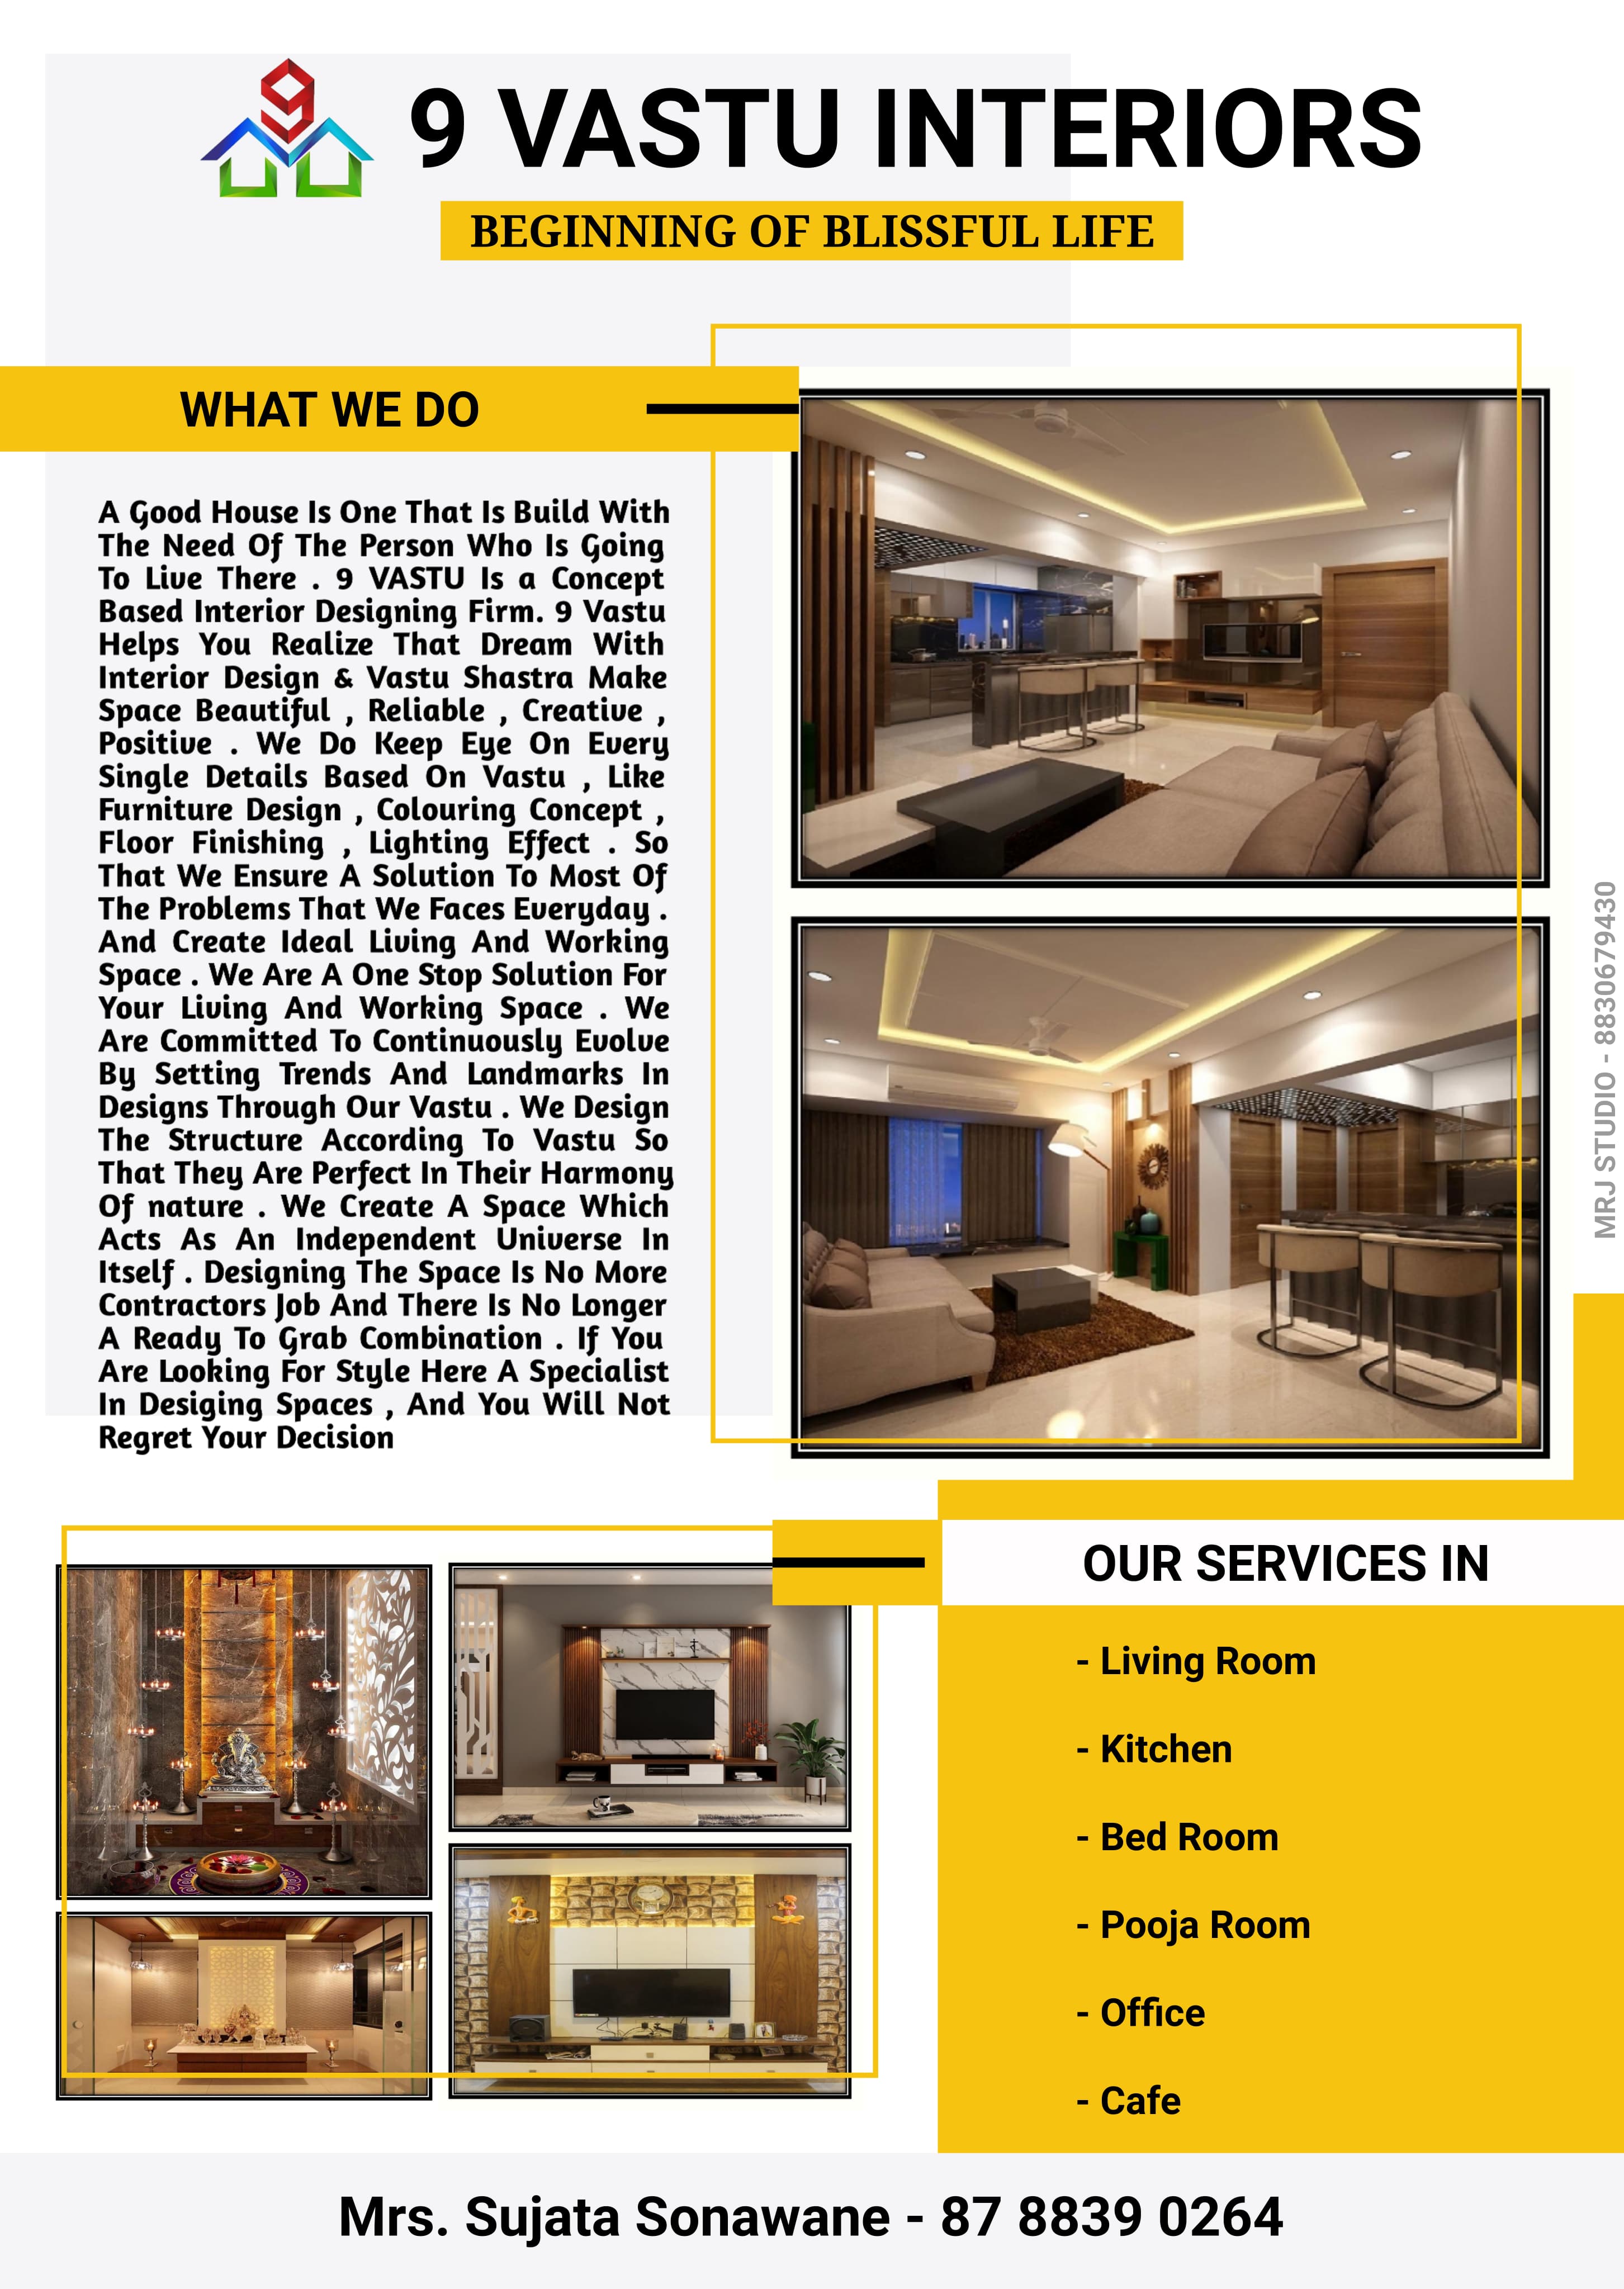 9 VASTU INTERIORS
BEGINNING OF BLISSFUL LIFE
WHAT WE DO
A Good House Is One That Is Build With
The Need Of The Person Who Is Going
To Live There . 9 VASTU Is a Concept
Based Interior Designing Firm. 9 Vastu
Helps You Realize That Dream With
Interior Design & Vastu Shastra Make
Space Beautiful , Reliable , Creative ,
Positive . We Do Keep Eye On Every
Single Details Based On Vastu , Like
Furniture Design , Colouring Concept ,
Floor Finishing , Lighting Effect . So
That We Ensure A Solution To Most Of
The Problems That We Faces Everyday .
And Create Ideal Living And Working
Space . We Are A One Stop Solution For
Your Living And Working Space . We
Are Committed To Continuously Evolve
By Setting Trends And Landmarks In
Designs Through Our Vastu . We Design
The Structure According To Vastu So
That They Are Perfect In Their Harmony
Of nature . We Create A Space Which
Acts As An Independent Universe In
Itself . Designing The Space Is No More
Contractors Job And There Is No Longer
A Ready To Grab Combination . If You
Are Looking For Style Here A Specialist
In Desiging Spaces , And You Will Not
Regret Your Decision
MRJ STUDIO - 8830679430
OUR SERVICES IN
- Living Room
- Kitchen
- Bed Room
- Pooja Room
- Office
- Cafe
Mrs. Sujata Sonawane - 87 8839 0264